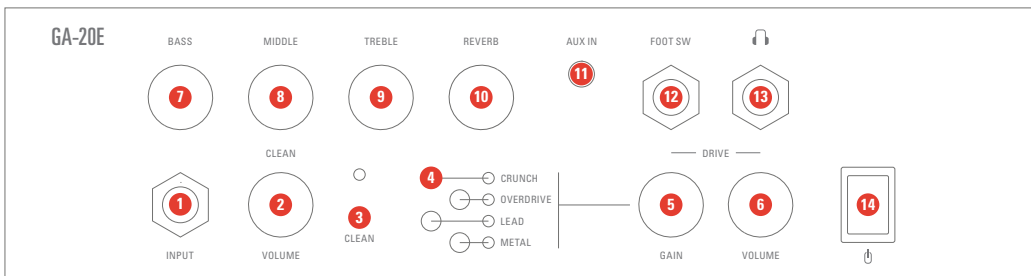 GA-20E
BASS MIDDLE TREBLE REVERB AUX IN FOOT SW
7 8 9 10 11 12 13
CLEAN DRIVE
4 CRUNCH
OVERDRIVE
1 2 3 5 6 14
LEAD
CLEAN
METAL
INPUT VOLUME GAIN VOLUME